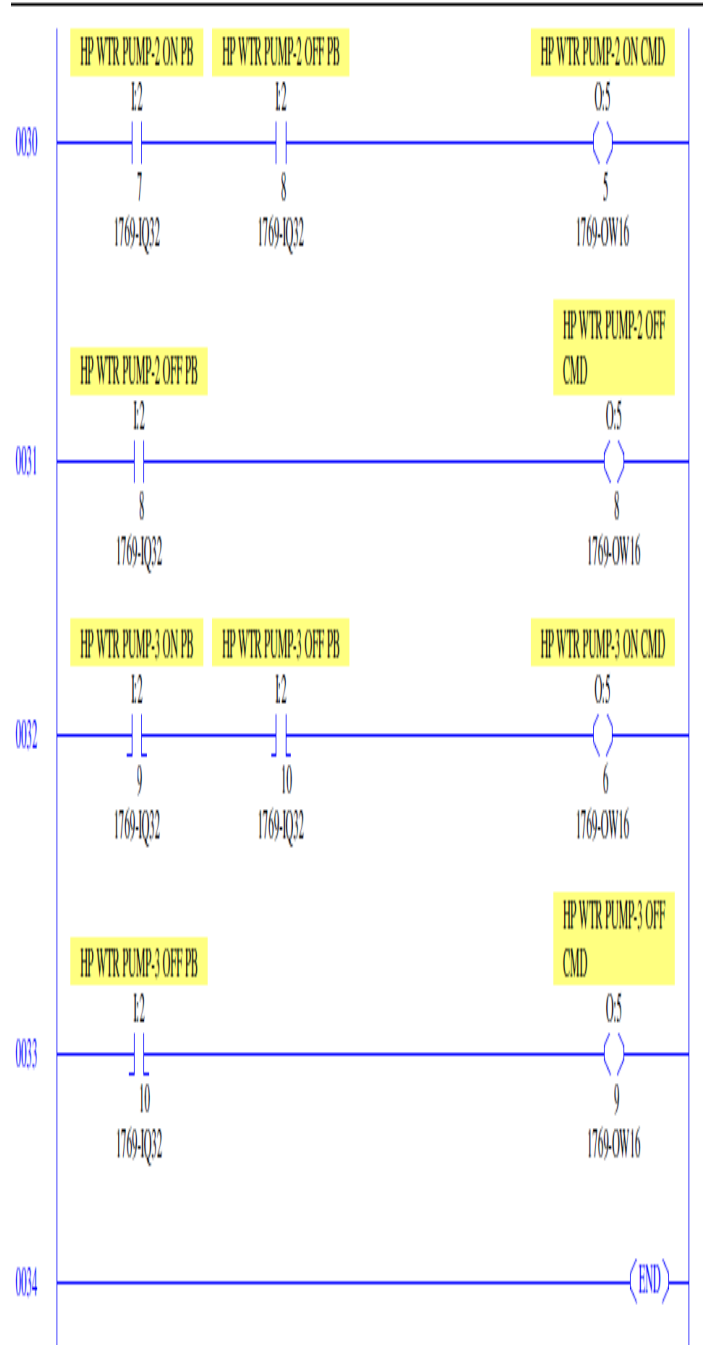 HP WTR PUMP-2 ON PB HP WTR PUMP-2 OFF PB HP WTR PUMP-2 ON CMD
I:2 I:2 O:5
0030
7 8 5
1769-IQ32 1769-IQ32 1769-OW16
HP WTR PUMP-2 OFF
CMD
HP WTR PUMP-2 OFF PB
I:2 O:5
0031
8 8
1769-IQ32 1769-OW16
HP WTR PUMP-3 ON PB HP WTR PUMP-3 OFF PB HP WTR PUMP-3 ON CMD
I:2 I:2 O:5
0032
9 10 6
1769-IQ32 1769-IQ32 1769-OW16
HP WTR PUMP-3 OFF
CMD
HP WTR PUMP-3 OFF PB
I:2 O:5
0033
10 9
1769-IQ32 1769-OW16
0034 END